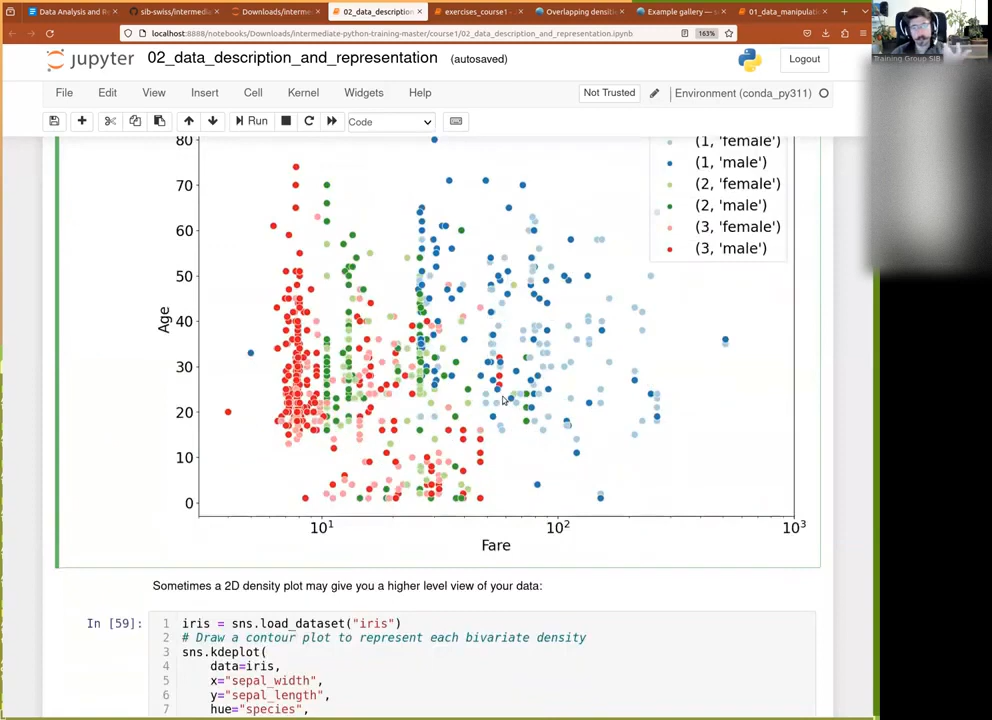 Data Analysis and Re
sib-swiss/intermedi
Downloads/interme
02_data_description
exercises_course1 -
Overlapping densiti
Example gallery — s
01_data_manipulati
localhost:8888/notebooks/Downloads/intermediate-python-training-master/course1/02_data_description_and_representation.ipynb
163%
Training Group SIB
jupyter 02_data_description_and_representation (autosaved)
Logout
File Edit View Insert Cell Kernel Widgets Help
Not Trusted
Environment (conda_py311)
Run
Code
80
70
60
50
40
30
20
10
0
Age
(1, 'female')
(1, 'male')
(2, 'female')
(2, 'male')
(3, 'female')
(3, 'male')
10¹ 10² 10³
Fare
Sometimes a 2D density plot may give you a higher level view of your data:
In [59]:
1 iris = sns.load_dataset("iris")
2 # Draw a contour plot to represent each bivariate density
3 sns.kdeplot(
4 data=iris,
5 x="sepal_width",
6 y="sepal_length",
7 hue="species",